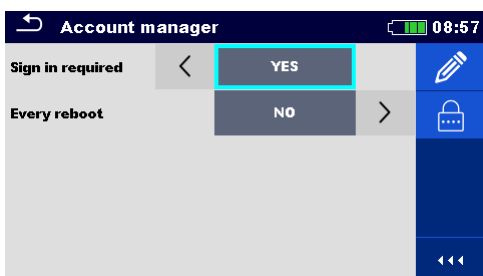 Account manager 08:57
Sign in required YES
Every reboot NO